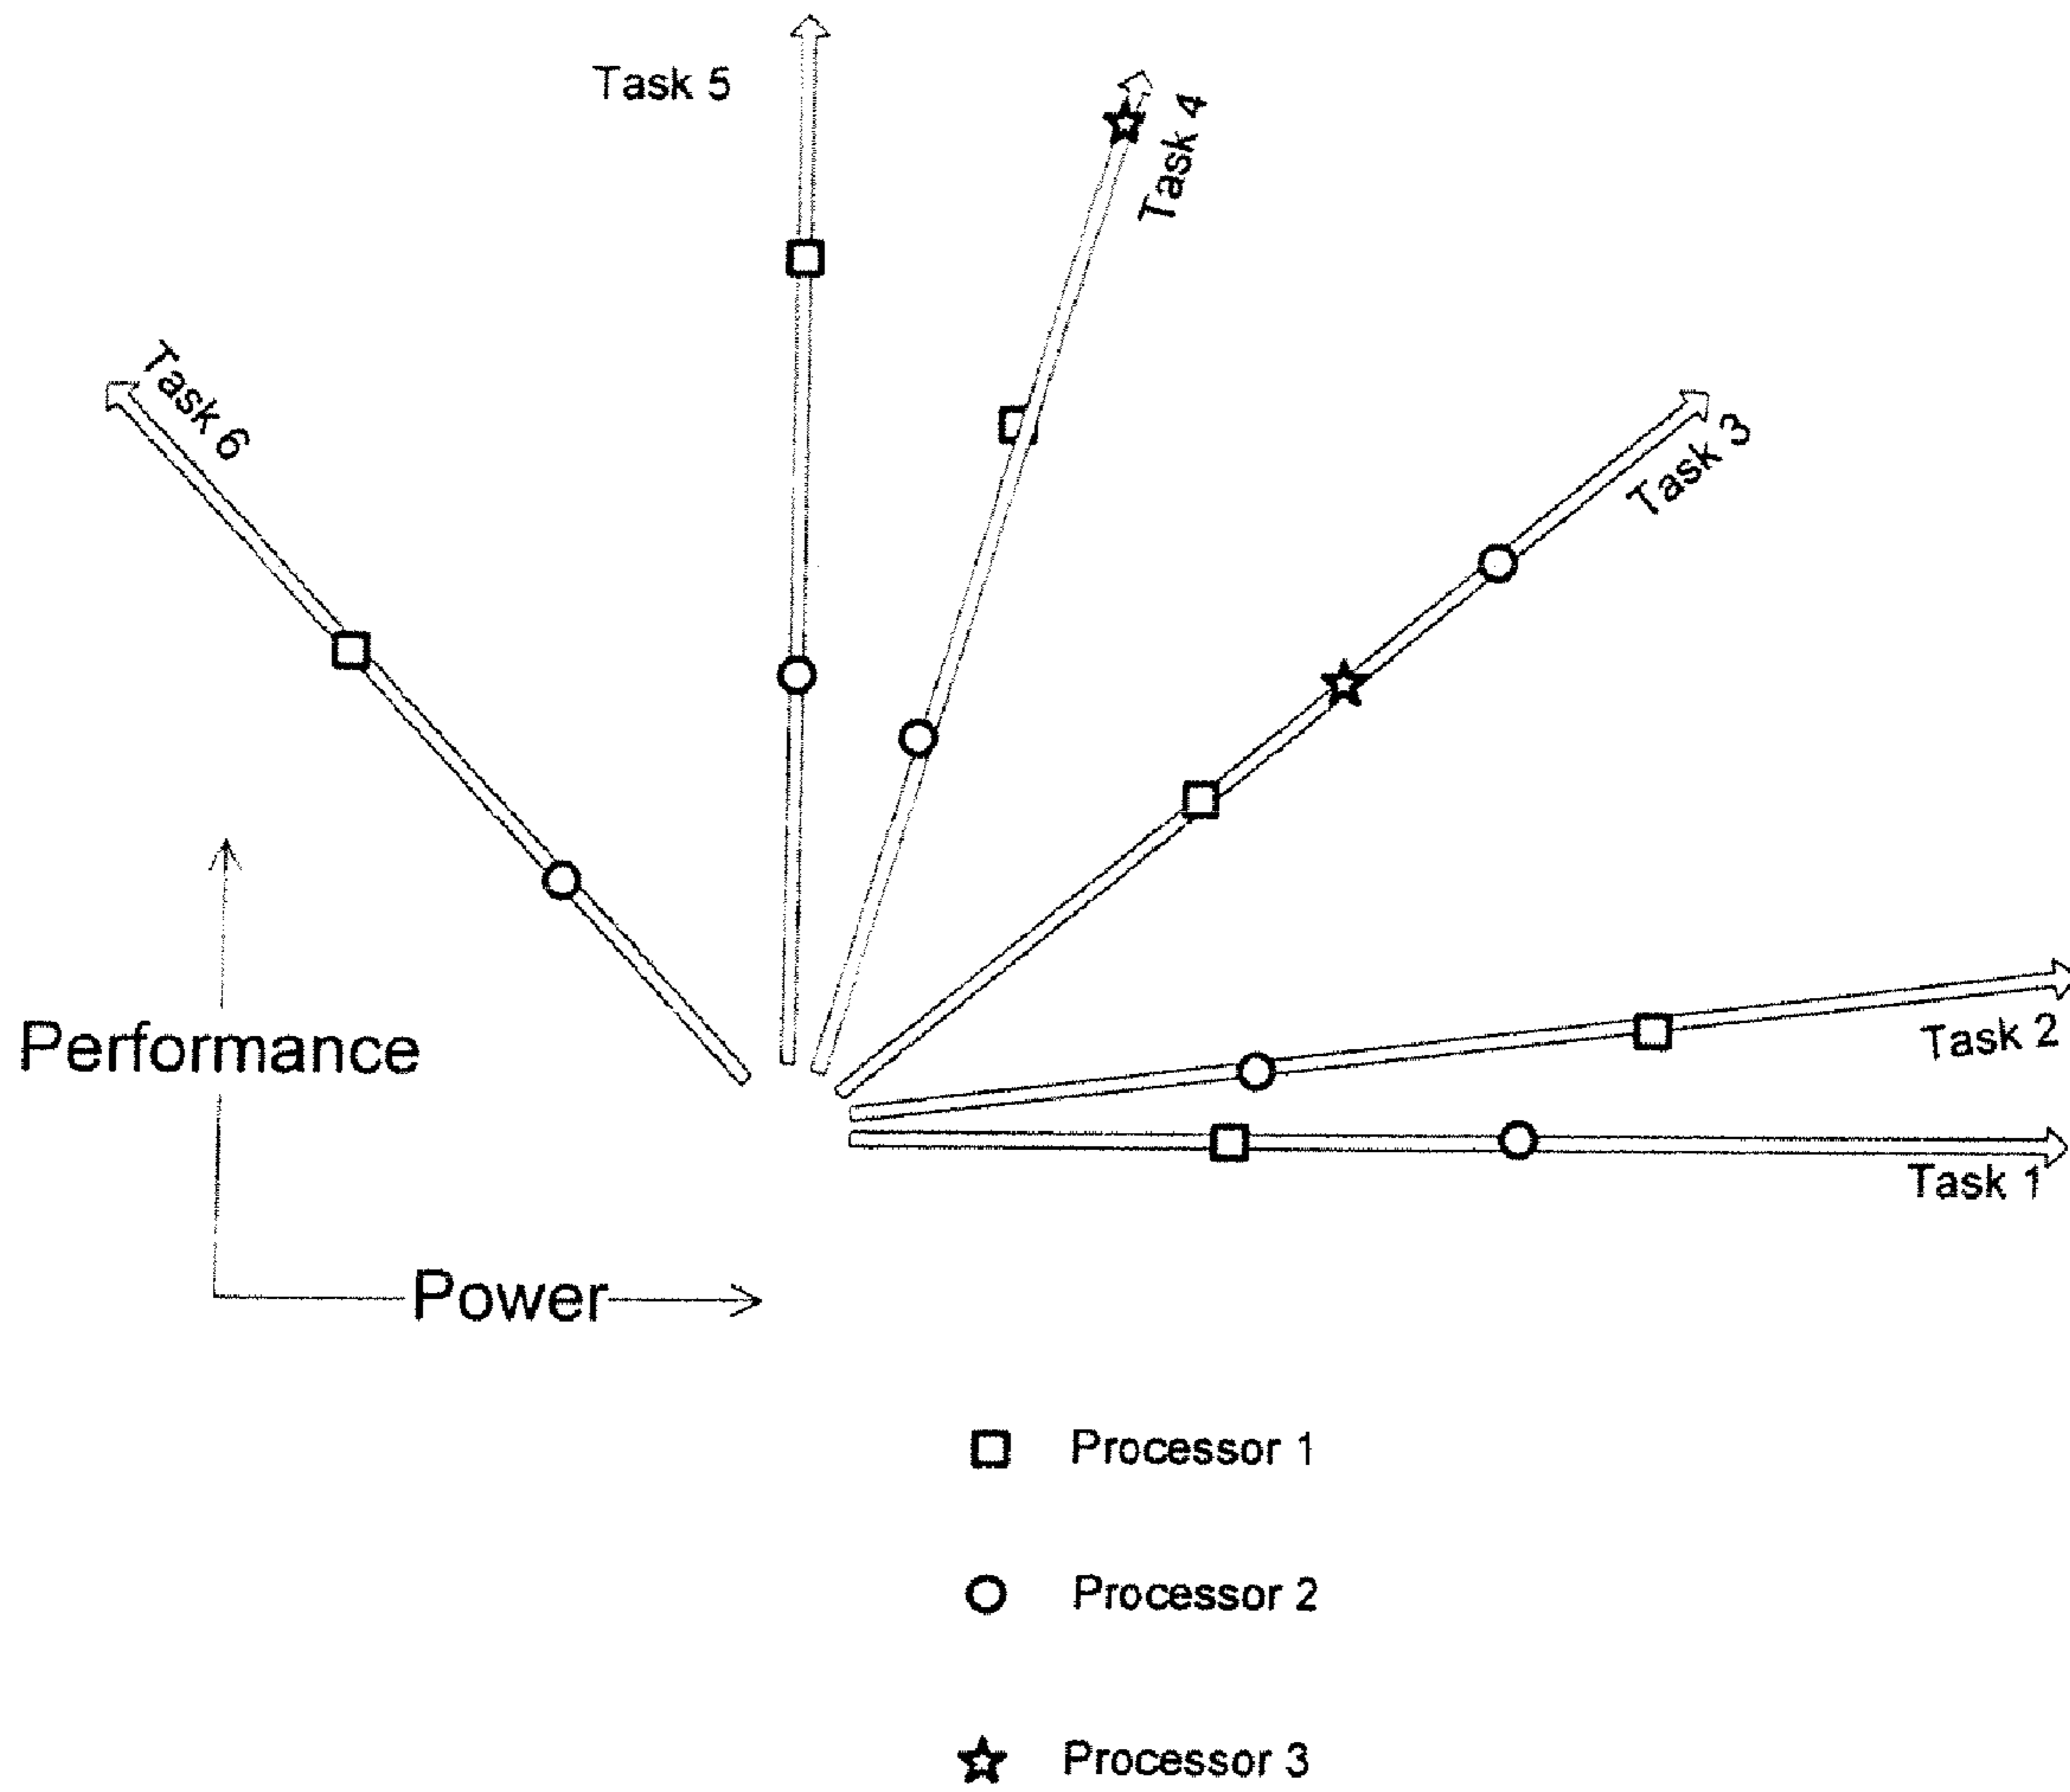 Task 5
Task 4
Task 6
Task 3
Performance
Task 2
Task 1
Power
Processor 1
Processor 2
Processor 3